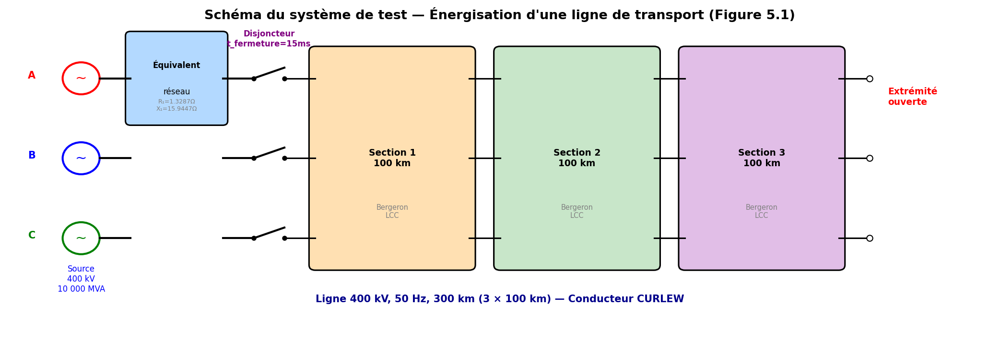 Schéma du système de test — Énergisation d'une ligne de transport (Figure 5.1)
Disjoncteur
t_fermeture=15ms
A
~
Équivalent
réseau
R₁=1.3287Ω
X₁=15.9447Ω
Extrémité
ouverte
B
~
Section 1
100 km
Section 2
100 km
Section 3
100 km
Bergeron
LCC
Bergeron
LCC
Bergeron
LCC
C
~
Source
400 kV
10 000 MVA
Ligne 400 kV, 50 Hz, 300 km (3 × 100 km) — Conducteur CURLEW